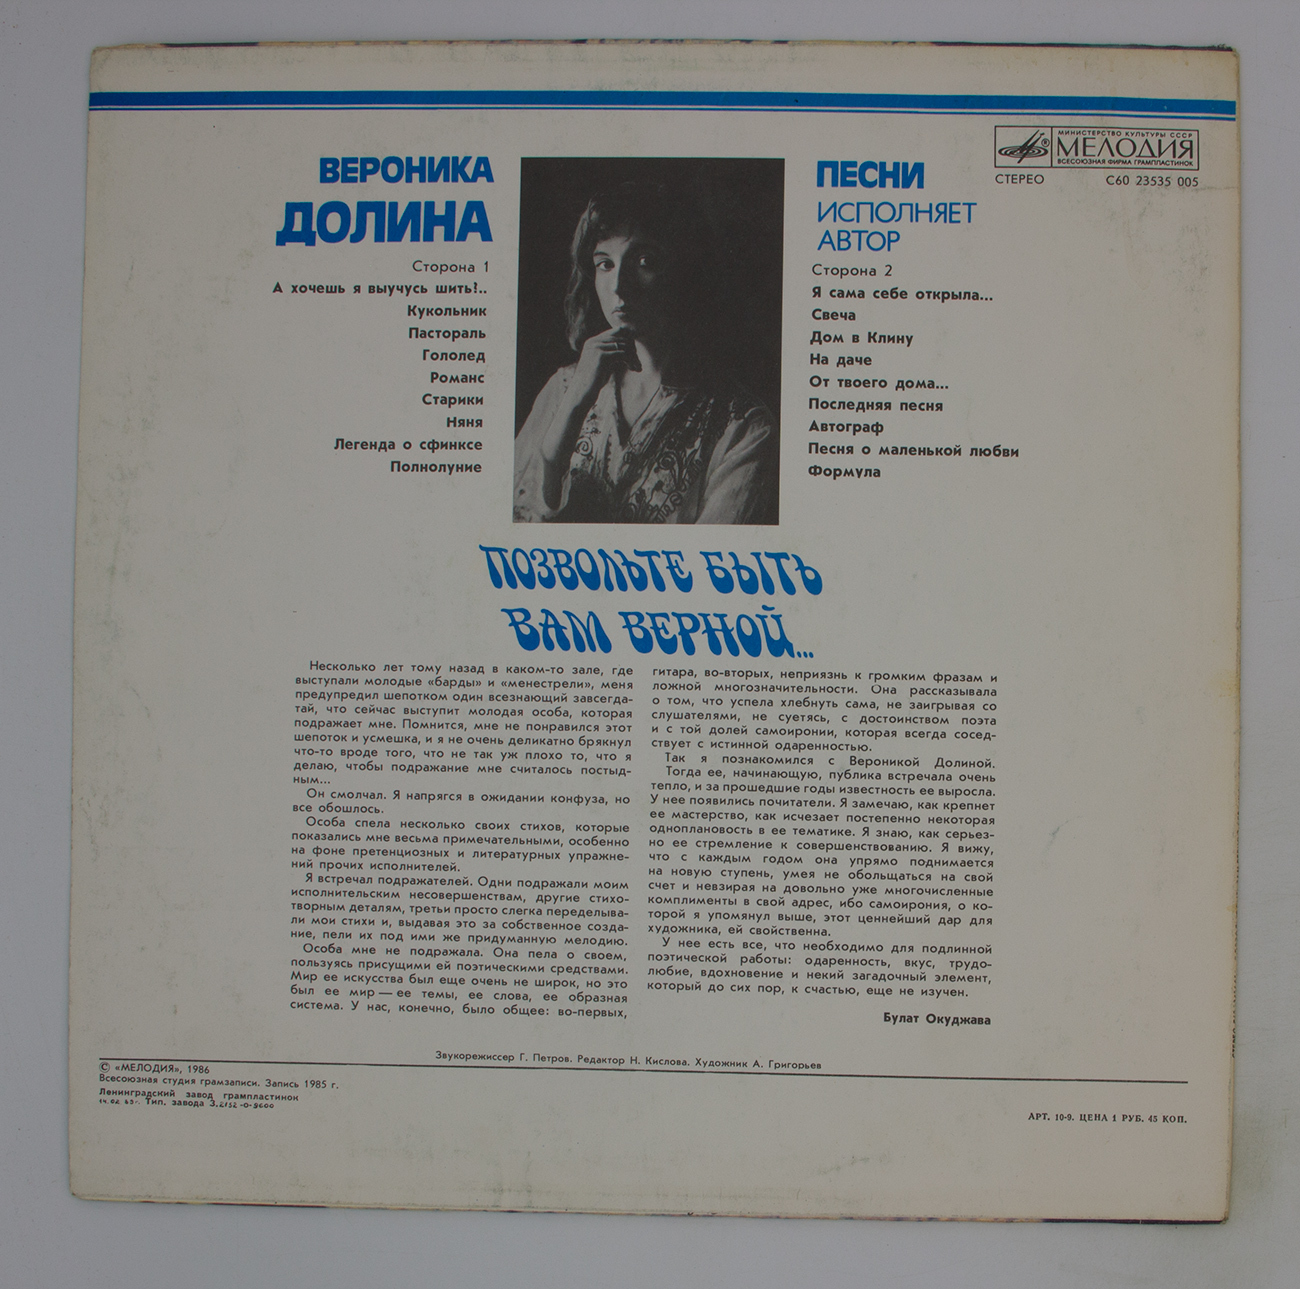 МИНИСТЕРСТВО КУЛЬТУРЫ СССР
МЕЛОДИЯ
ВСЕСОЮЗНАЯ ФИРМА ГРАМПЛАСТИНОК
СТЕРЕО С60 23535 005
ВЕРОНИКА
ДОЛИНА
Сторона 1
А хочешь я выучусь шить?..
Кукольник
Пастораль
Гололед
Романс
Старики
Няня
Легенда о сфинксе
Полнолуние
ПЕСНИ
ИСПОЛНЯЕТ
АВТОР
Сторона 2
Я сама себе открыла...
Свеча
Дом в Клину
На даче
От твоего дома...
Последняя песня
Автограф
Песня о маленькой любви
Формула
ПОЗВОЛЬТЕ БЫТЬ
ВАМ ВЕРНОЙ...
Несколько лет тому назад в каком-то зале, где
выступали молодые «барды» и «менестрели», меня
предупредил шепотком один всезнающий завсегда-
тай, что сейчас выступит молодая особа, которая
подражает мне. Помнится, мне не понравился этот
шепоток и усмешка, и я не очень деликатно брякнул
что-то вроде того, что не так уж плохо то, что я
делаю, чтобы подражание мне считалось постыд-
ным...
Он смолчал. Я напрягся в ожидании конфуза, но
все обошлось.
Особа спела несколько своих стихов, которые
показались мне весьма примечательными, особенно
на фоне претенциозных и литературных упражне-
ний прочих исполнителей.
Я встречал подражателей. Одни подражали моим
исполнительским несовершенствам, другие стихо-
творным деталям, третьи просто слегка переделыва-
ли мои стихи и, выдавая это за собственное созда-
ние, пели их под ими же придуманную мелодию.
Особа мне не подражала. Она пела о своем,
пользуясь присущими ей поэтическими средствами.
Мир ее искусства был еще очень не широк, но это
был ее мир — ее темы, ее слова, ее образная
система. У нас, конечно, было общее: во-первых,
гитара, во-вторых, неприязнь к громким фразам и
ложной многозначительности. Она рассказывала
о том, что успела хлебнуть сама, не заигрывая со
слушателями, не суетясь, с достоинством поэта
и с той долей самоиронии, которая всегда сосед-
ствует с истинной одаренностью.
Так я познакомился с Вероникой Долиной.
Тогда ее, начинающую, публика встречала очень
тепло, и за прошедшие годы известность ее выросла.
У нее появились почитатели. Я замечаю, как крепнет
ее мастерство, как исчезает постепенно некоторая
одноплановость в ее тематике. Я знаю, как серьез-
но ее стремление к совершенствованию. Я вижу,
что с каждым годом она упрямо поднимается
на новую ступень, умея не обольщаться на свой
счет и невзирая на довольно уже многочисленные
комплименты в свой адрес, ибо самоирония, о ко-
торой я упомянул выше, этот ценнейший дар для
художника, ей свойственна.
У нее есть все, что необходимо для подлинной
поэтической работы: одаренность, вкус, трудо-
любие, вдохновение и некий загадочный элемент,
который до сих пор, к счастью, еще не изучен.
Булат Окуджава
Звукорежиссер Г. Петров. Редактор Н. Кислова. Художник А. Григорьев
© «МЕЛОДИЯ», 1986
Всесоюзная студия грамзаписи. Запись 1985 г.
Ленинградский завод грампластинок
Тип. завода З.2152-0-9600
АРТ. 10-9. ЦЕНА 1 РУБ. 45 КОП.